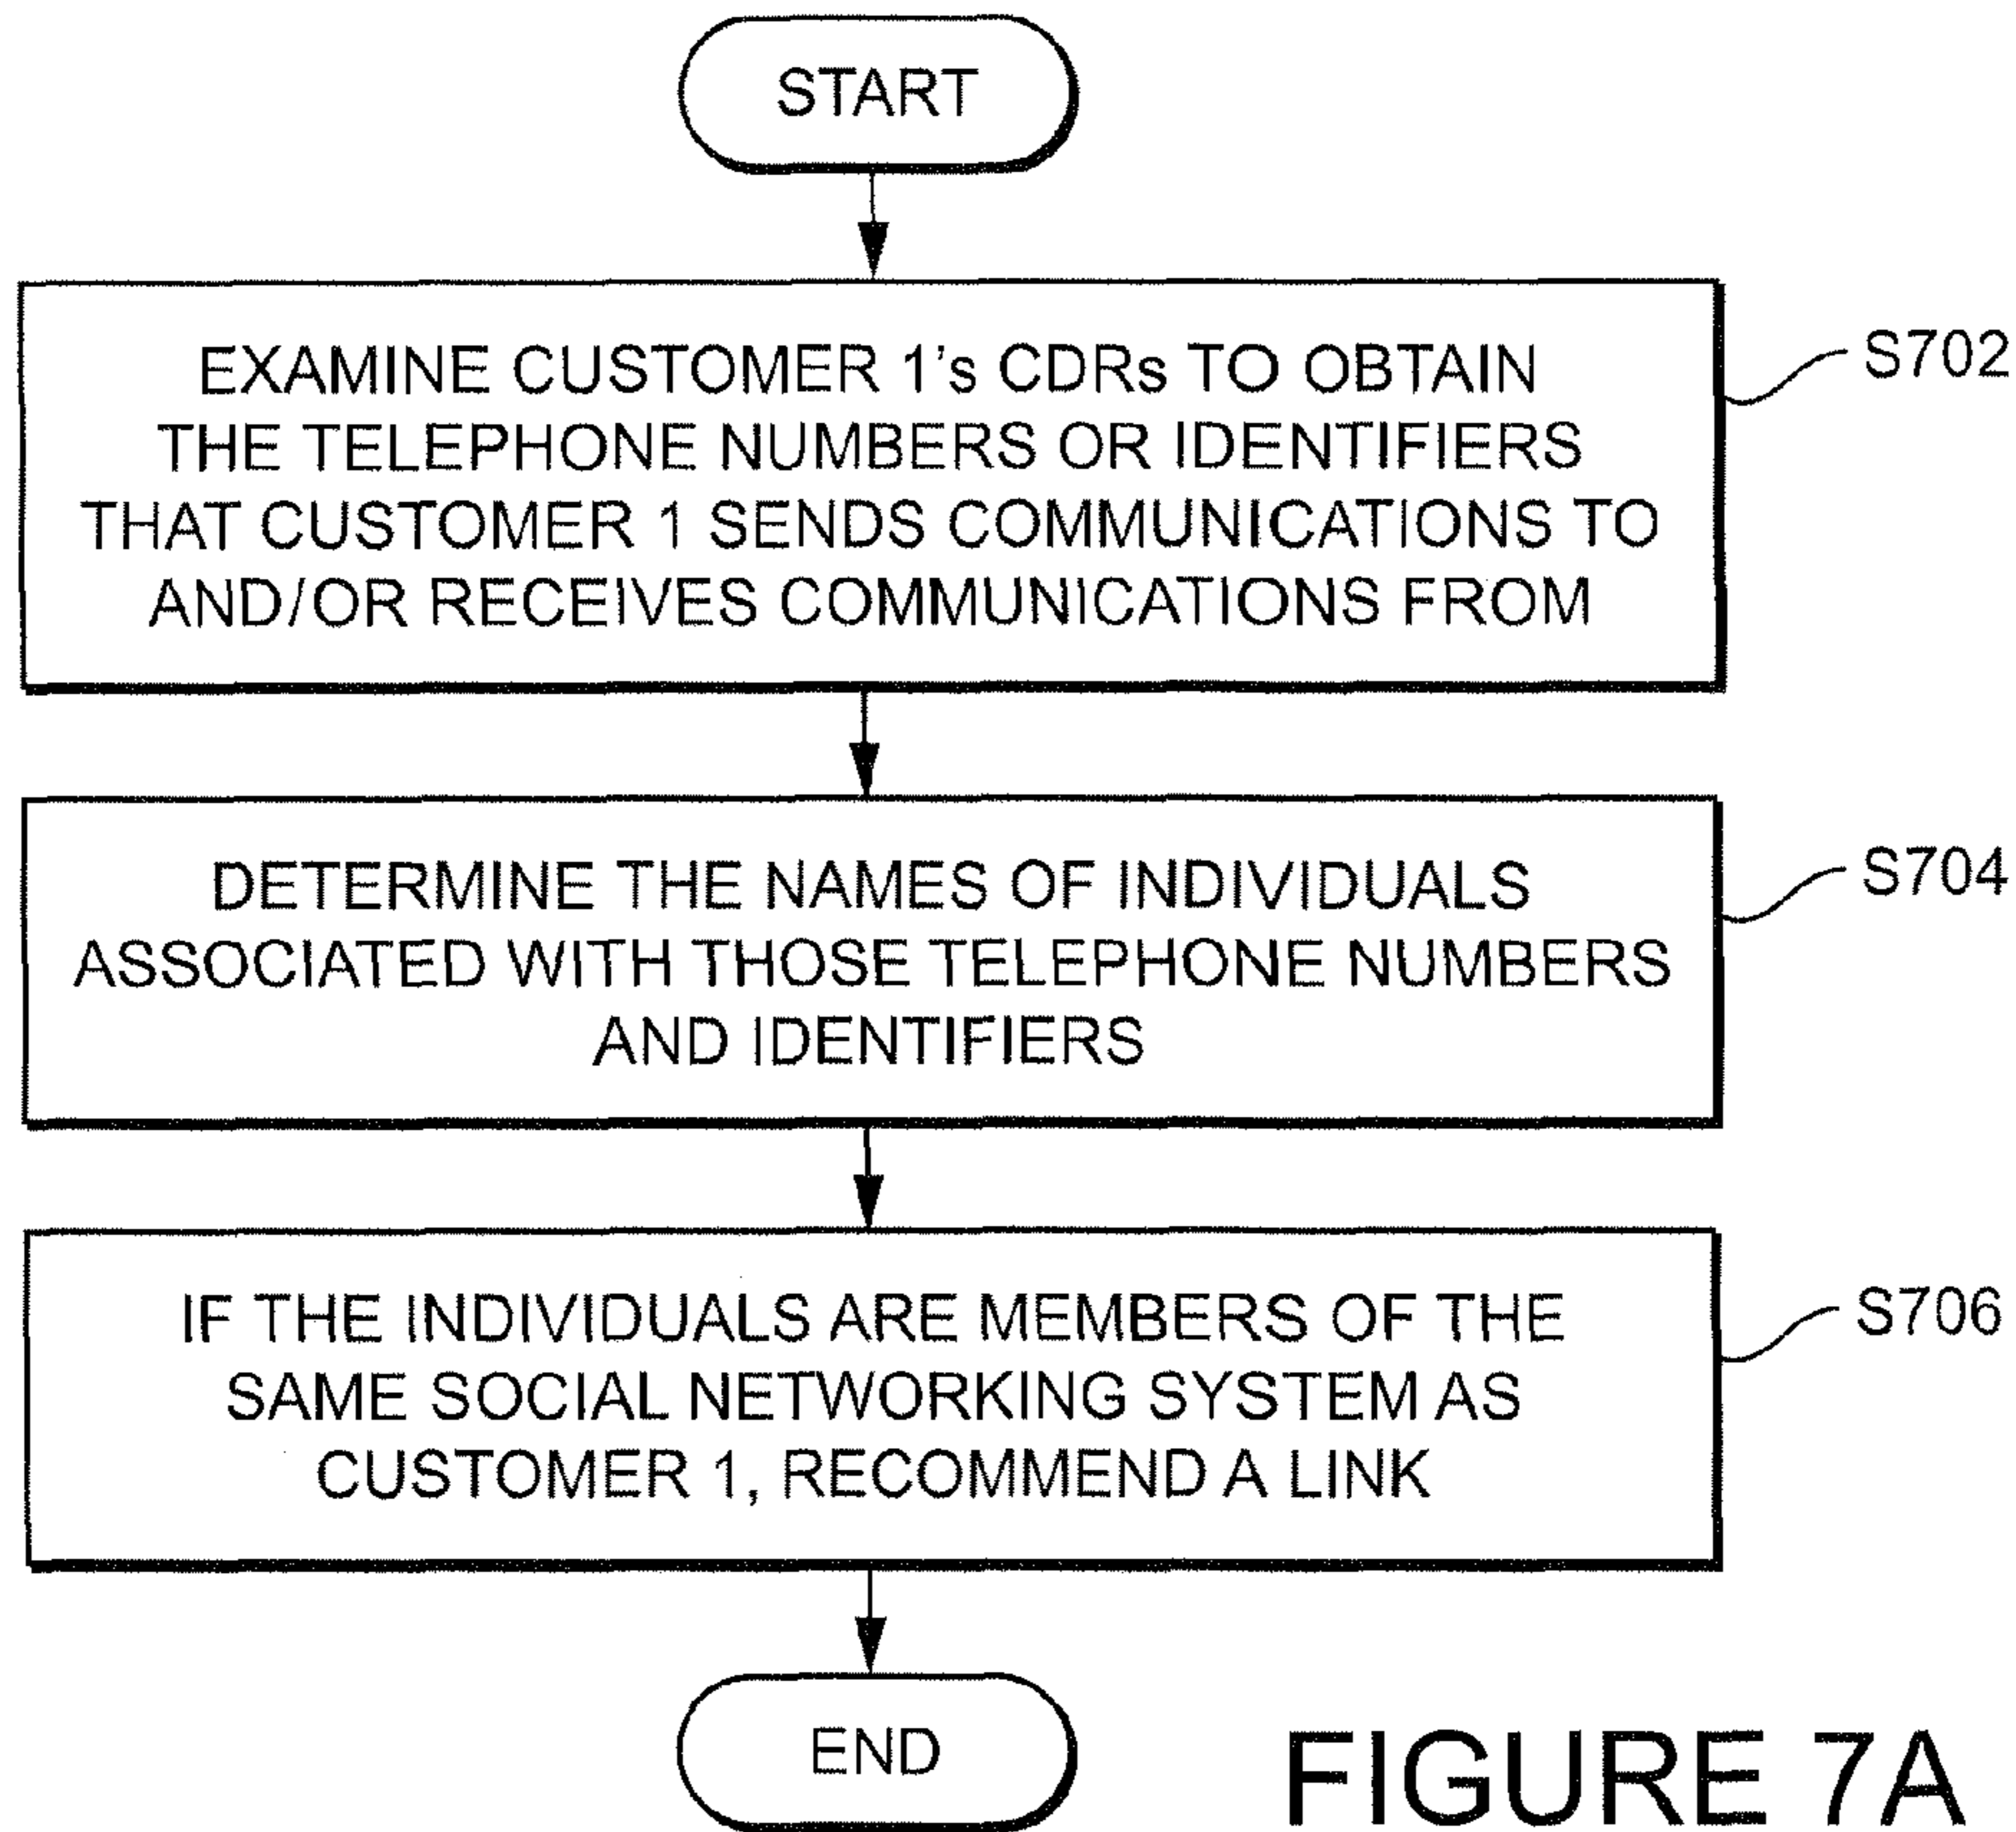 START
EXAMINE CUSTOMER 1's CDRs TO OBTAIN
THE TELEPHONE NUMBERS OR IDENTIFIERS
THAT CUSTOMER 1 SENDS COMMUNICATIONS TO
AND/OR RECEIVES COMMUNICATIONS FROM
S702
DETERMINE THE NAMES OF INDIVIDUALS
ASSOCIATED WITH THOSE TELEPHONE NUMBERS
AND IDENTIFIERS
S704
IF THE INDIVIDUALS ARE MEMBERS OF THE
SAME SOCIAL NETWORKING SYSTEM AS
CUSTOMER 1, RECOMMEND A LINK
S706
END
FIGURE 7A